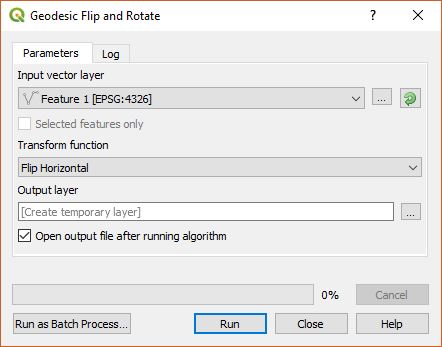 Geodesic Flip and Rotate
Parameters
Log
Input vector layer
Feature 1 [EPSG:4326]
...
Selected features only
Transform function
Flip Horizontal
Output layer
[Create temporary layer]
...
Open output file after running algorithm
0%
Cancel
Run as Batch Process...
Run
Close
Help